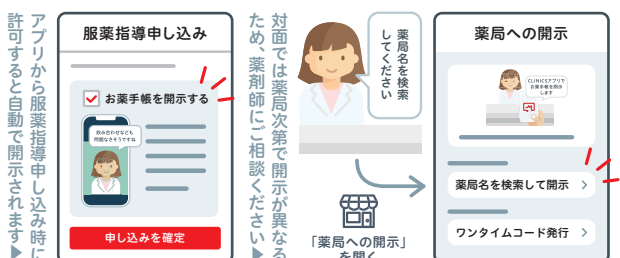 アプリから服薬指導申し込み時に
許可すると自動で開示されます▶
服薬指導申し込み
お薬手帳を開示する
飲み合わせなども
問題なさそうですね
申し込みを確定
対面では薬局次第で開示が異なる
ため、薬剤師にご相談ください▶
薬局名を検索
してください
「薬局への開示」
を開く
薬局への開示
CLINICSアプリで
お薬手帳を開示
します
薬局名を検索して開示
ワンタイムコード発行